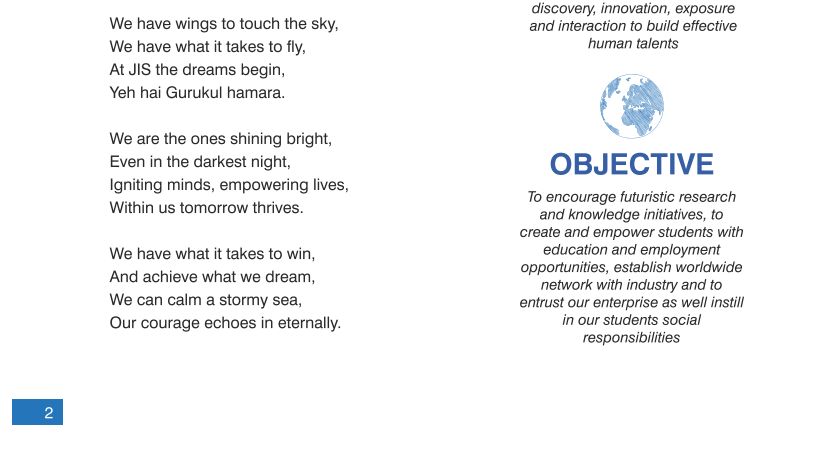 We have wings to touch the sky,
We have what it takes to fly,
At JIS the dreams begin,
Yeh hai Gurukul hamara.
We are the ones shining bright,
Even in the darkest night,
Igniting minds, empowering lives,
Within us tomorrow thrives.
We have what it takes to win,
And achieve what we dream,
We can calm a stormy sea,
Our courage echoes in eternally.
discovery, innovation, exposure
and interaction to build effective
human talents
OBJECTIVE
To encourage futuristic research
and knowledge initiatives, to
create and empower students with
education and employment
opportunities, establish worldwide
network with industry and to
entrust our enterprise as well instill
in our students social
responsibilities
2